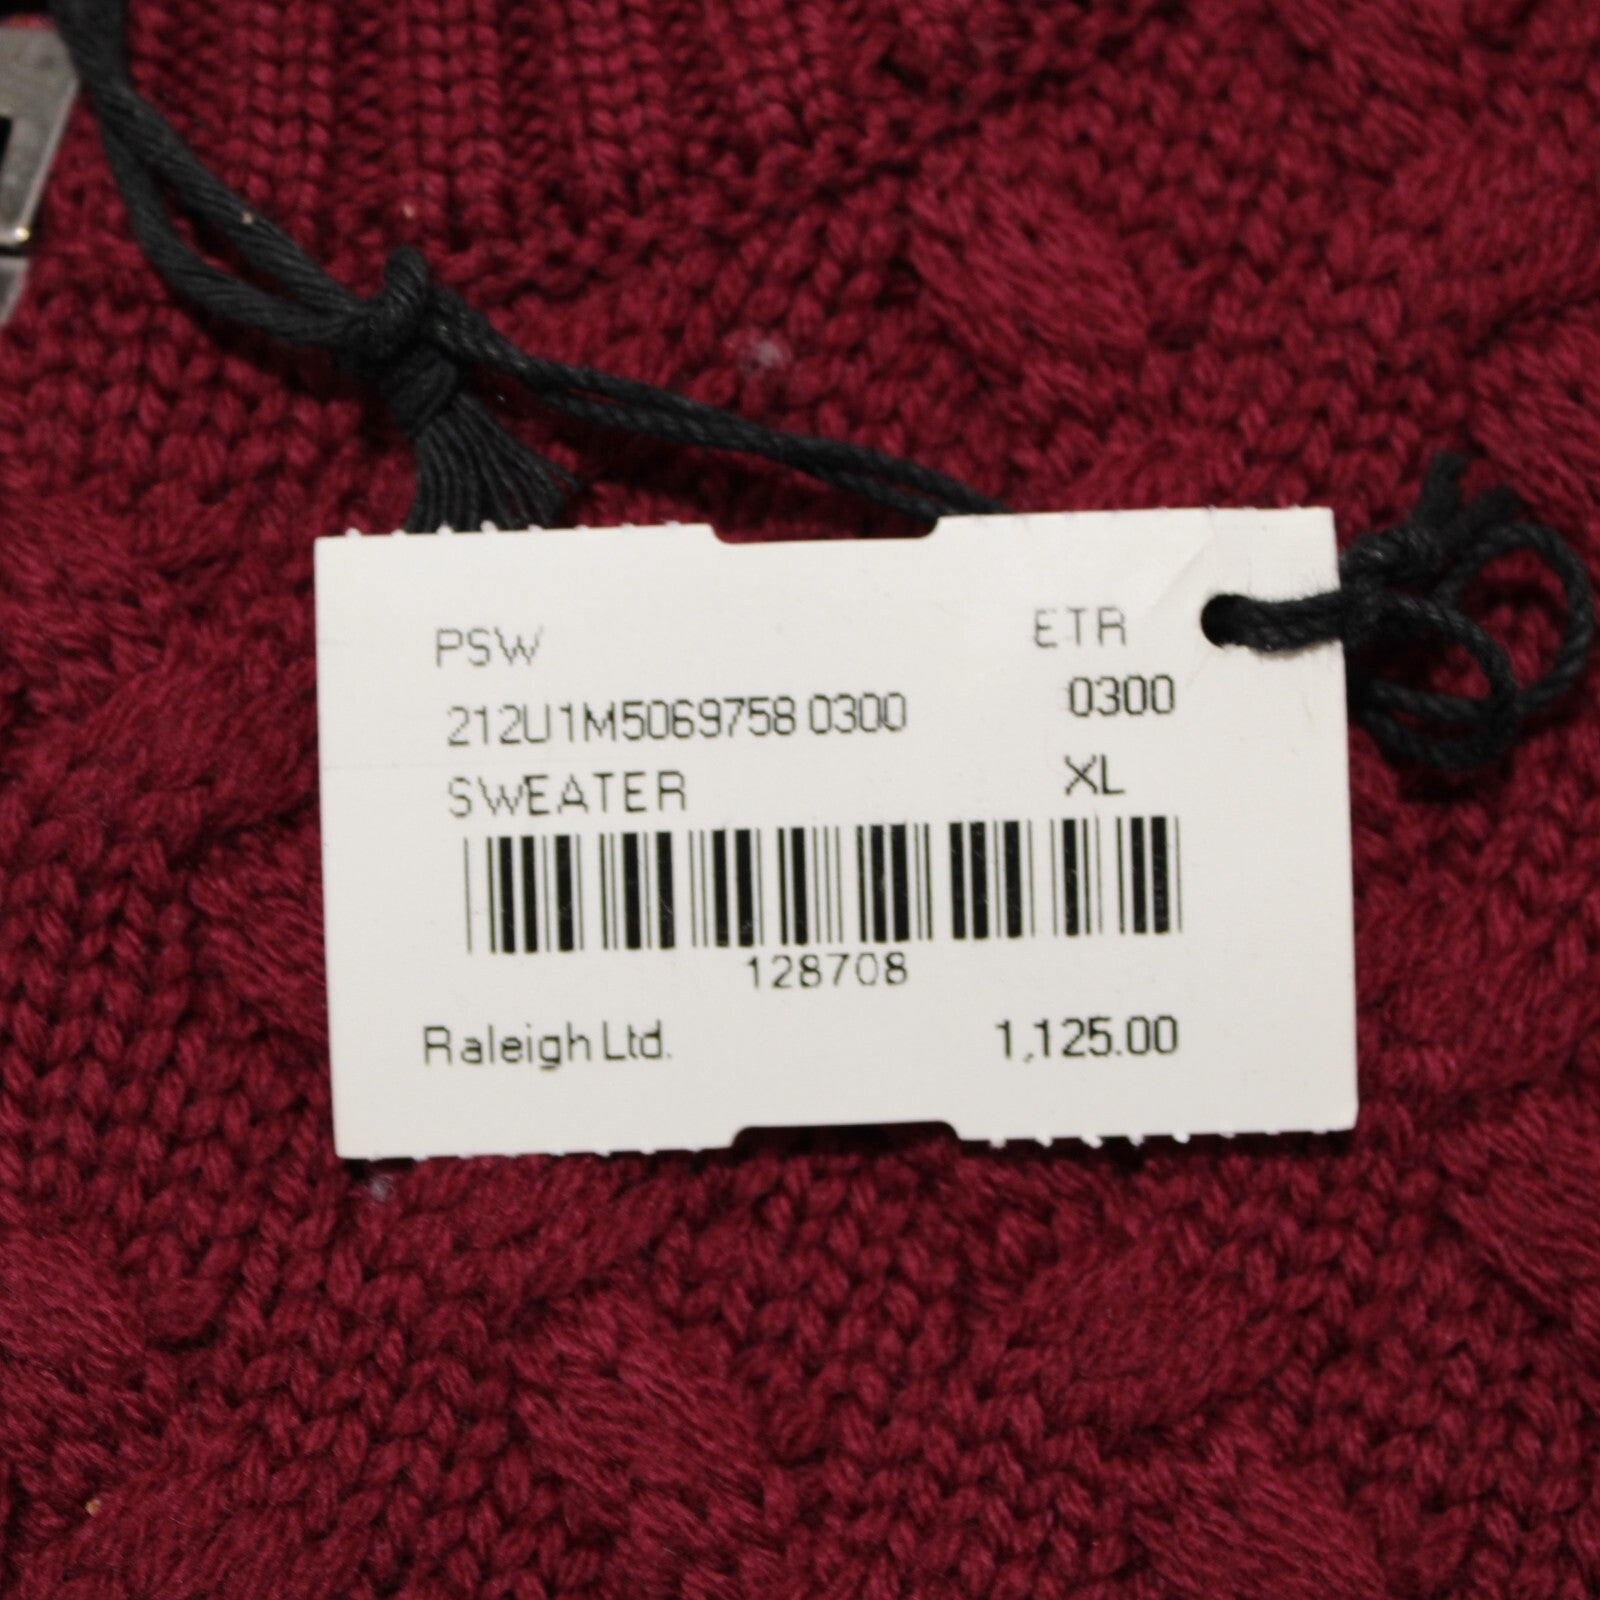 PSW ETR
212U1M5069758 0300 0300
SWEATER XL
128708
Raleigh Ltd. 1,125.00